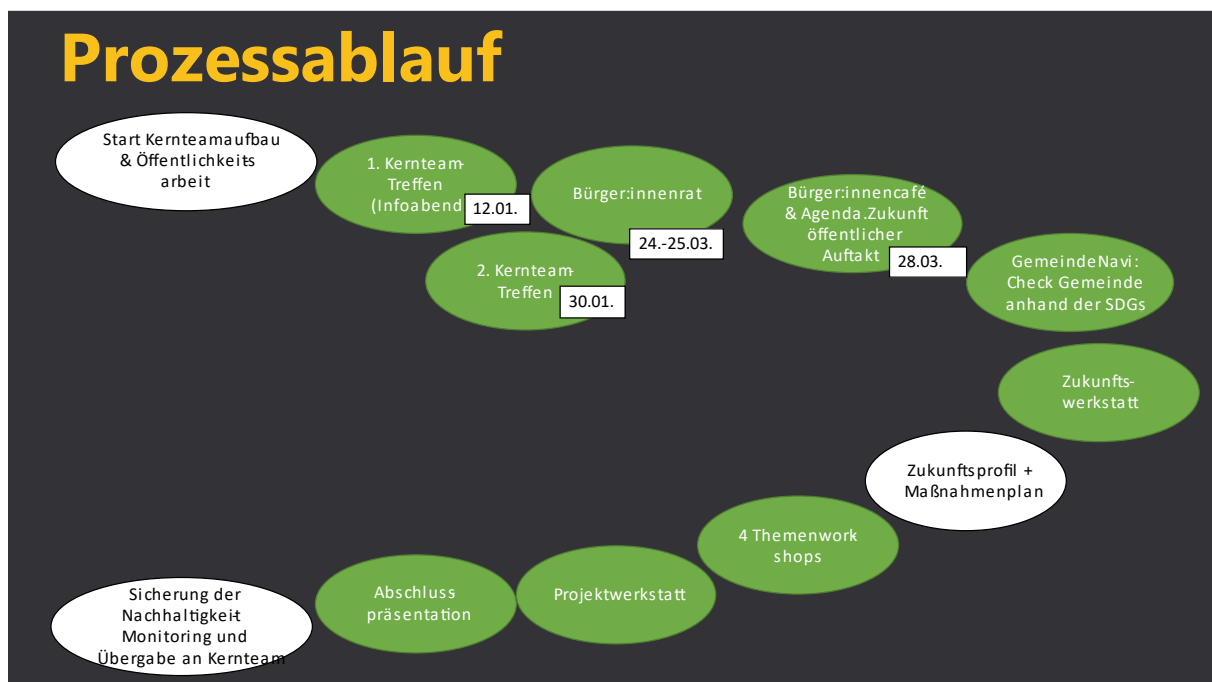 Prozessablauf
Start Kernteamaufbau
& Öffentlichkeits
arbeit
1. Kernteam-
Treffen
(Infoabend
12.01.
2. Kernteam-
Treffen
30.01.
Bürger:innenrat
24.-25.03.
Bürger:innencafé
& Agenda.Zukunft
öffentlicher
Auftakt
28.03.
GemeindeNavi:
Check Gemeinde
anhand der SDGs
Zukunfts-
werkstatt
Zukunftsprofil +
Maßnahmenplan
4 Themenwork
shops
Projektwerkstatt
Abschluss
präsentation
Sicherung der
Nachhaltigkeit
Monitoring und
Übergabe an Kernteam